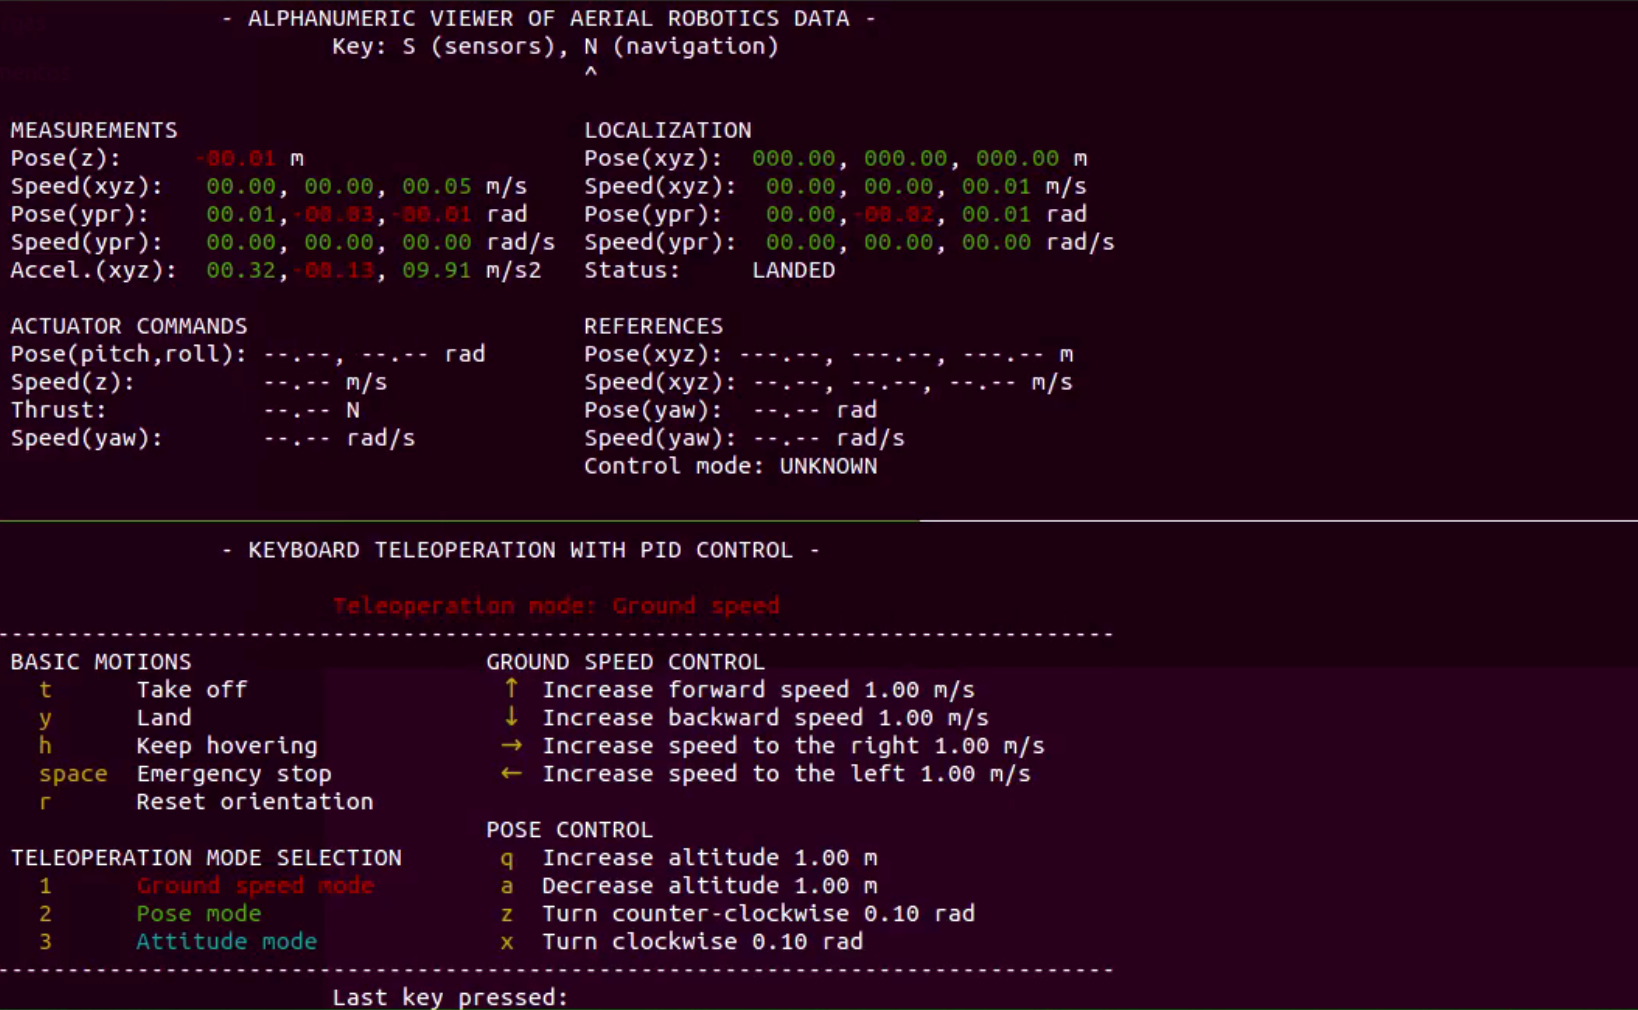 - ALPHANUMERIC VIEWER OF AERIAL ROBOTICS DATA -
Key: S (sensors), N (navigation)
^
MEASUREMENTS
Pose(z): -00.01 m
Speed(xyz): 00.00, 00.00, 00.05 m/s
Pose(ypr): 00.01,-00.03,-00.01 rad
Speed(ypr): 00.00, 00.00, 00.00 rad/s
Accel.(xyz): 00.32,-00.13, 09.91 m/s2
LOCALIZATION
Pose(xyz): 000.00, 000.00, 000.00 m
Speed(xyz): 00.00, 00.00, 00.01 m/s
Pose(ypr): 00.00,-00.02, 00.01 rad
Speed(ypr): 00.00, 00.00, 00.00 rad/s
Status: LANDED
ACTUATOR COMMANDS
Pose(pitch,roll): --.--, --.-- rad
Speed(z): --.-- m/s
Thrust: --.-- N
Speed(yaw): --.-- rad/s
REFERENCES
Pose(xyz): ---.--, ---.--, ---.-- m
Speed(xyz): --.--, --.--, --.-- m/s
Pose(yaw): --.-- rad
Speed(yaw): --.-- rad/s
Control mode: UNKNOWN
- KEYBOARD TELEOPERATION WITH PID CONTROL -
Teleoperation mode: Ground speed
BASIC MOTIONS
t Take off
y Land
h Keep hovering
space Emergency stop
r Reset orientation
TELEOPERATION MODE SELECTION
1 Ground speed mode
2 Pose mode
3 Attitude mode
GROUND SPEED CONTROL
↑ Increase forward speed 1.00 m/s
↓ Increase backward speed 1.00 m/s
→ Increase speed to the right 1.00 m/s
← Increase speed to the left 1.00 m/s
POSE CONTROL
q Increase altitude 1.00 m
a Decrease altitude 1.00 m
z Turn counter-clockwise 0.10 rad
x Turn clockwise 0.10 rad
Last key pressed: